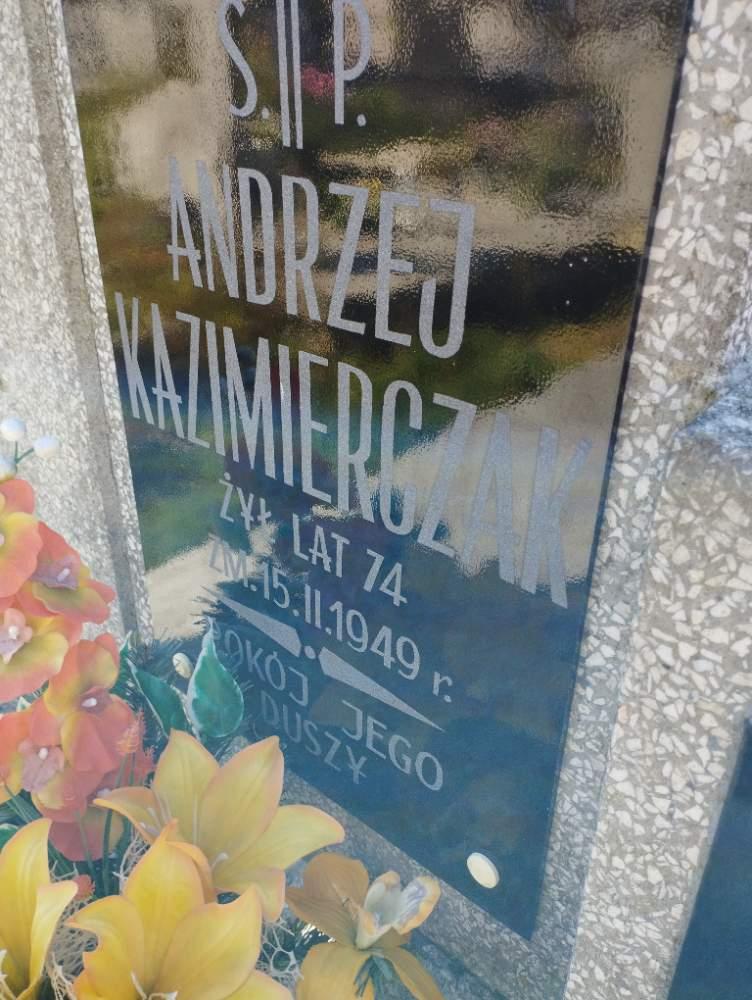 S. P.
ANDRZEJ
KAZIMIERCZAK
ŻYŁ LAT 74
ZM. 15.II.1949 r.
POKÓJ JEGO
DUSZY